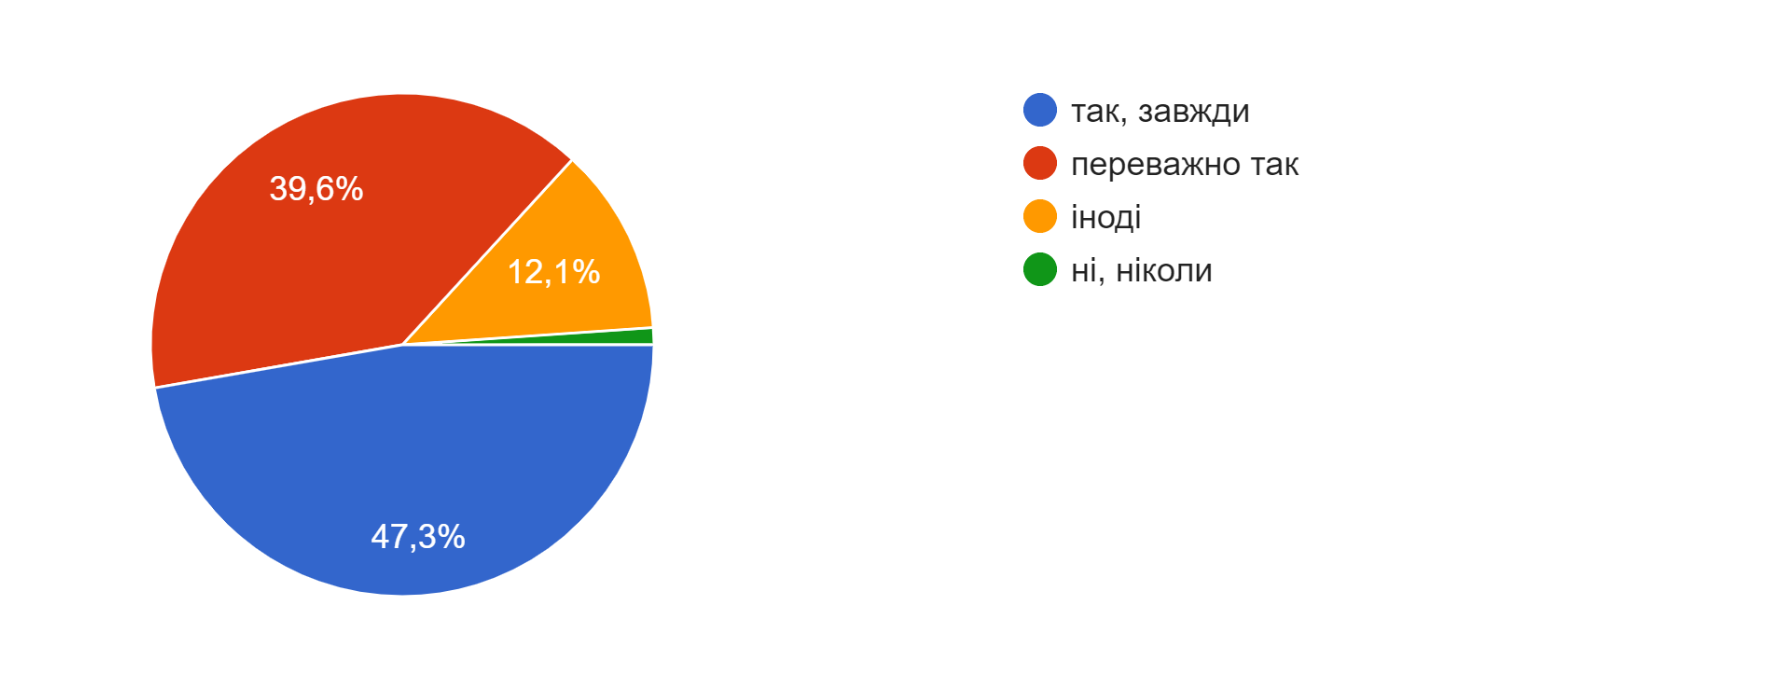 39,6%
12,1%
47,3%
так, завжди
переважно так
іноді
ні, ніколи